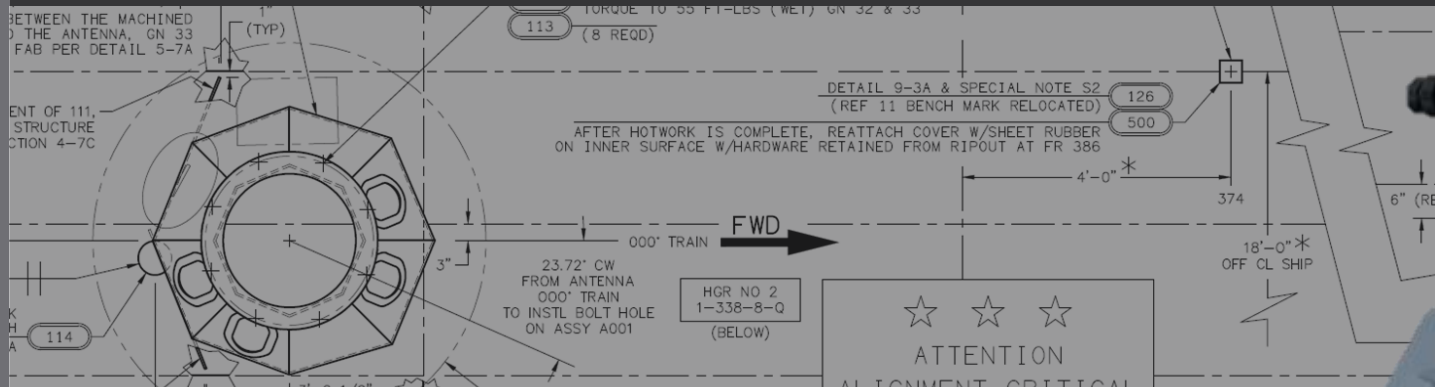 BETWEEN THE MACHINED
THE ANTENNA, GN 33
FAB PER DETAIL 5-7A
1"
(TYP)
TORQUE TO 55 FT-LBS (WET) GN 32 & 33
113
(8 REQD)
OF 111,
STRUCTURE
4-7C
DETAIL 9-3A & SPECIAL NOTE S2
(REF 11 BENCH MARK RELOCATED)
126
500
AFTER HOTWORK IS COMPLETE, REATTACH COVER W/SHEET RUBBER
ON INNER SURFACE W/HARDWARE RETAINED FROM RIPOUT AT FR 386
4'-0"*
374
6"
18'-0"*
OFF CL SHIP
FWD
000° TRAIN
3"
23.72° CW
FROM ANTENNA
000° TRAIN
TO INSTL BOLT HOLE
ON ASSY A001
HGR NO 2
1-338-8-Q
(BELOW)
114
☆ ☆ ☆
ATTENTION
ALIGNMENT CRITICAL